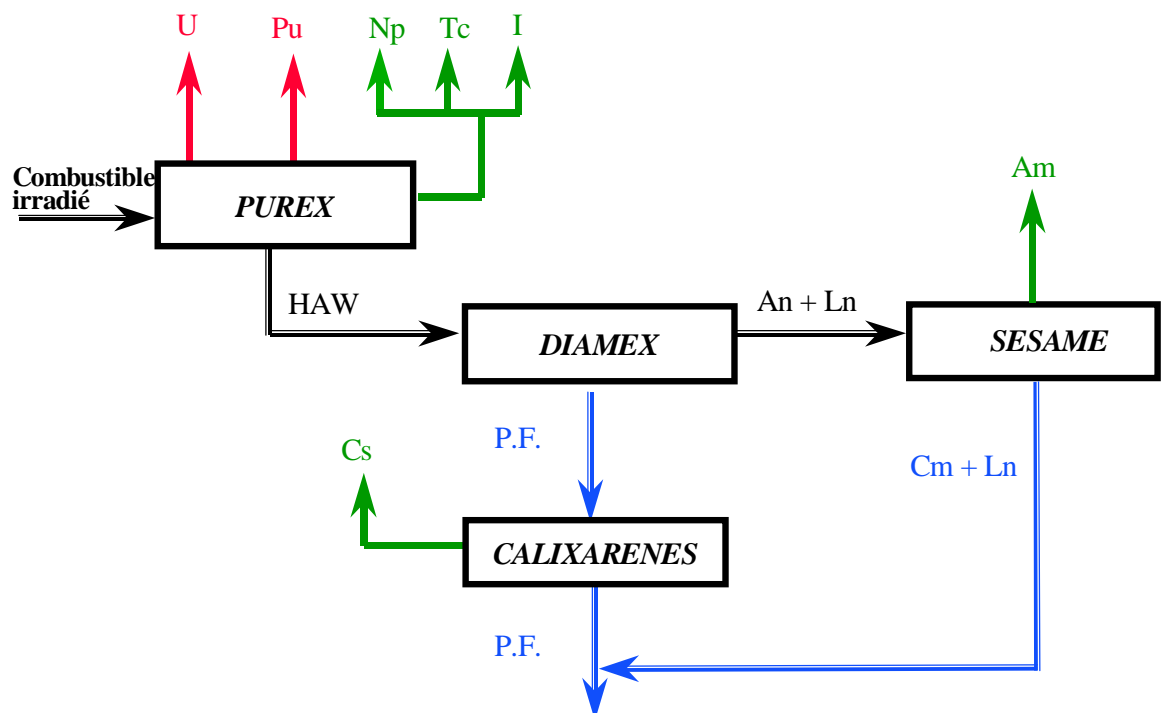 U
Pu
Np
Tc
I
Combustible
irradié
PUREX
Am
HAW
An + Ln
DIAMEX
SESAME
P.F.
Cs
Cm + Ln
CALIXARENES
P.F.